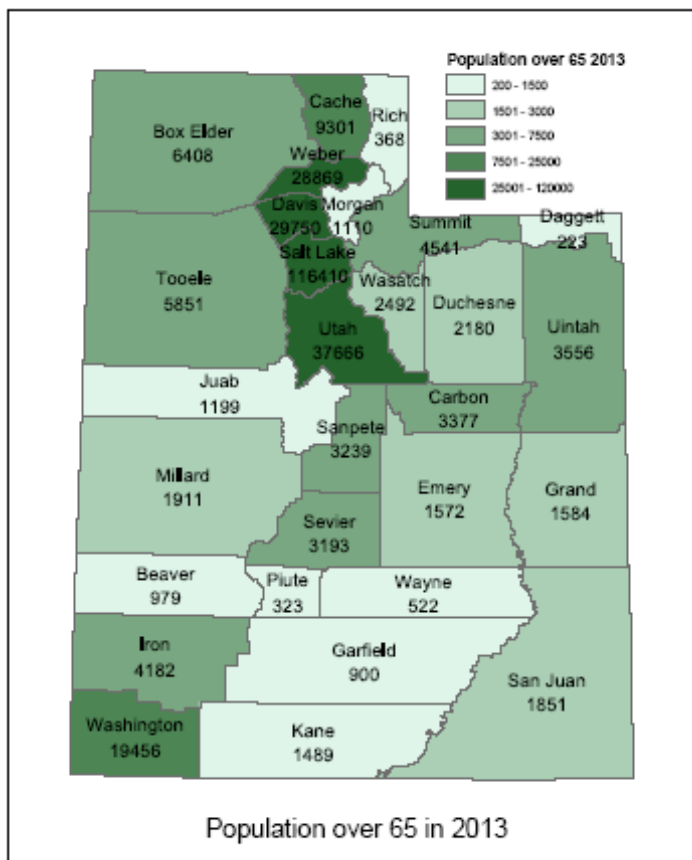 Population over 65 2013
200 - 1500
1501 - 3000
3001 - 7500
7501 - 25000
25001 - 120000
Cache
9301
Rich
368
Box Elder
6408
Weber
28869
Davis
29750
Morgan
1110
Summit
4541
Daggett
223
Salt Lake
116410
Tooele
5851
Wasatch
2492
Duchesne
2180
Uintah
3556
Utah
37666
Juab
1199
Carbon
3377
Sanpete
3239
Millard
1911
Emery
1572
Grand
1584
Sevier
3193
Beaver
979
Piute
323
Wayne
522
Iron
4182
Garfield
900
San Juan
1851
Washington
19456
Kane
1489
Population over 65 in 2013